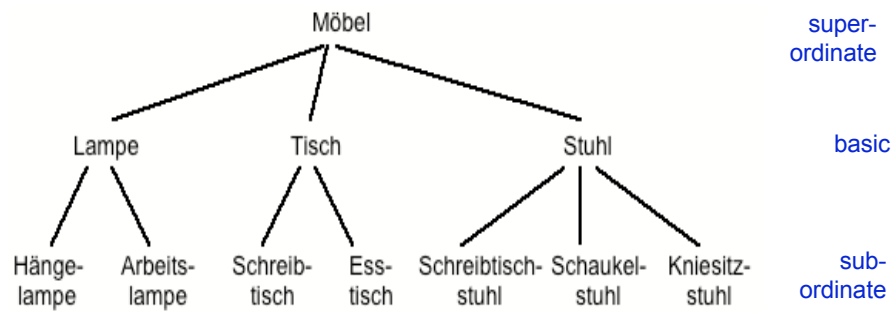 Möbel
super-
ordinate
Lampe Tisch Stuhl basic
Hänge- Arbeits- Schreib- Ess- Schreibtisch- Schaukel- Kniesitz- sub-
lampe lampe tisch tisch stuhl stuhl stuhl ordinate